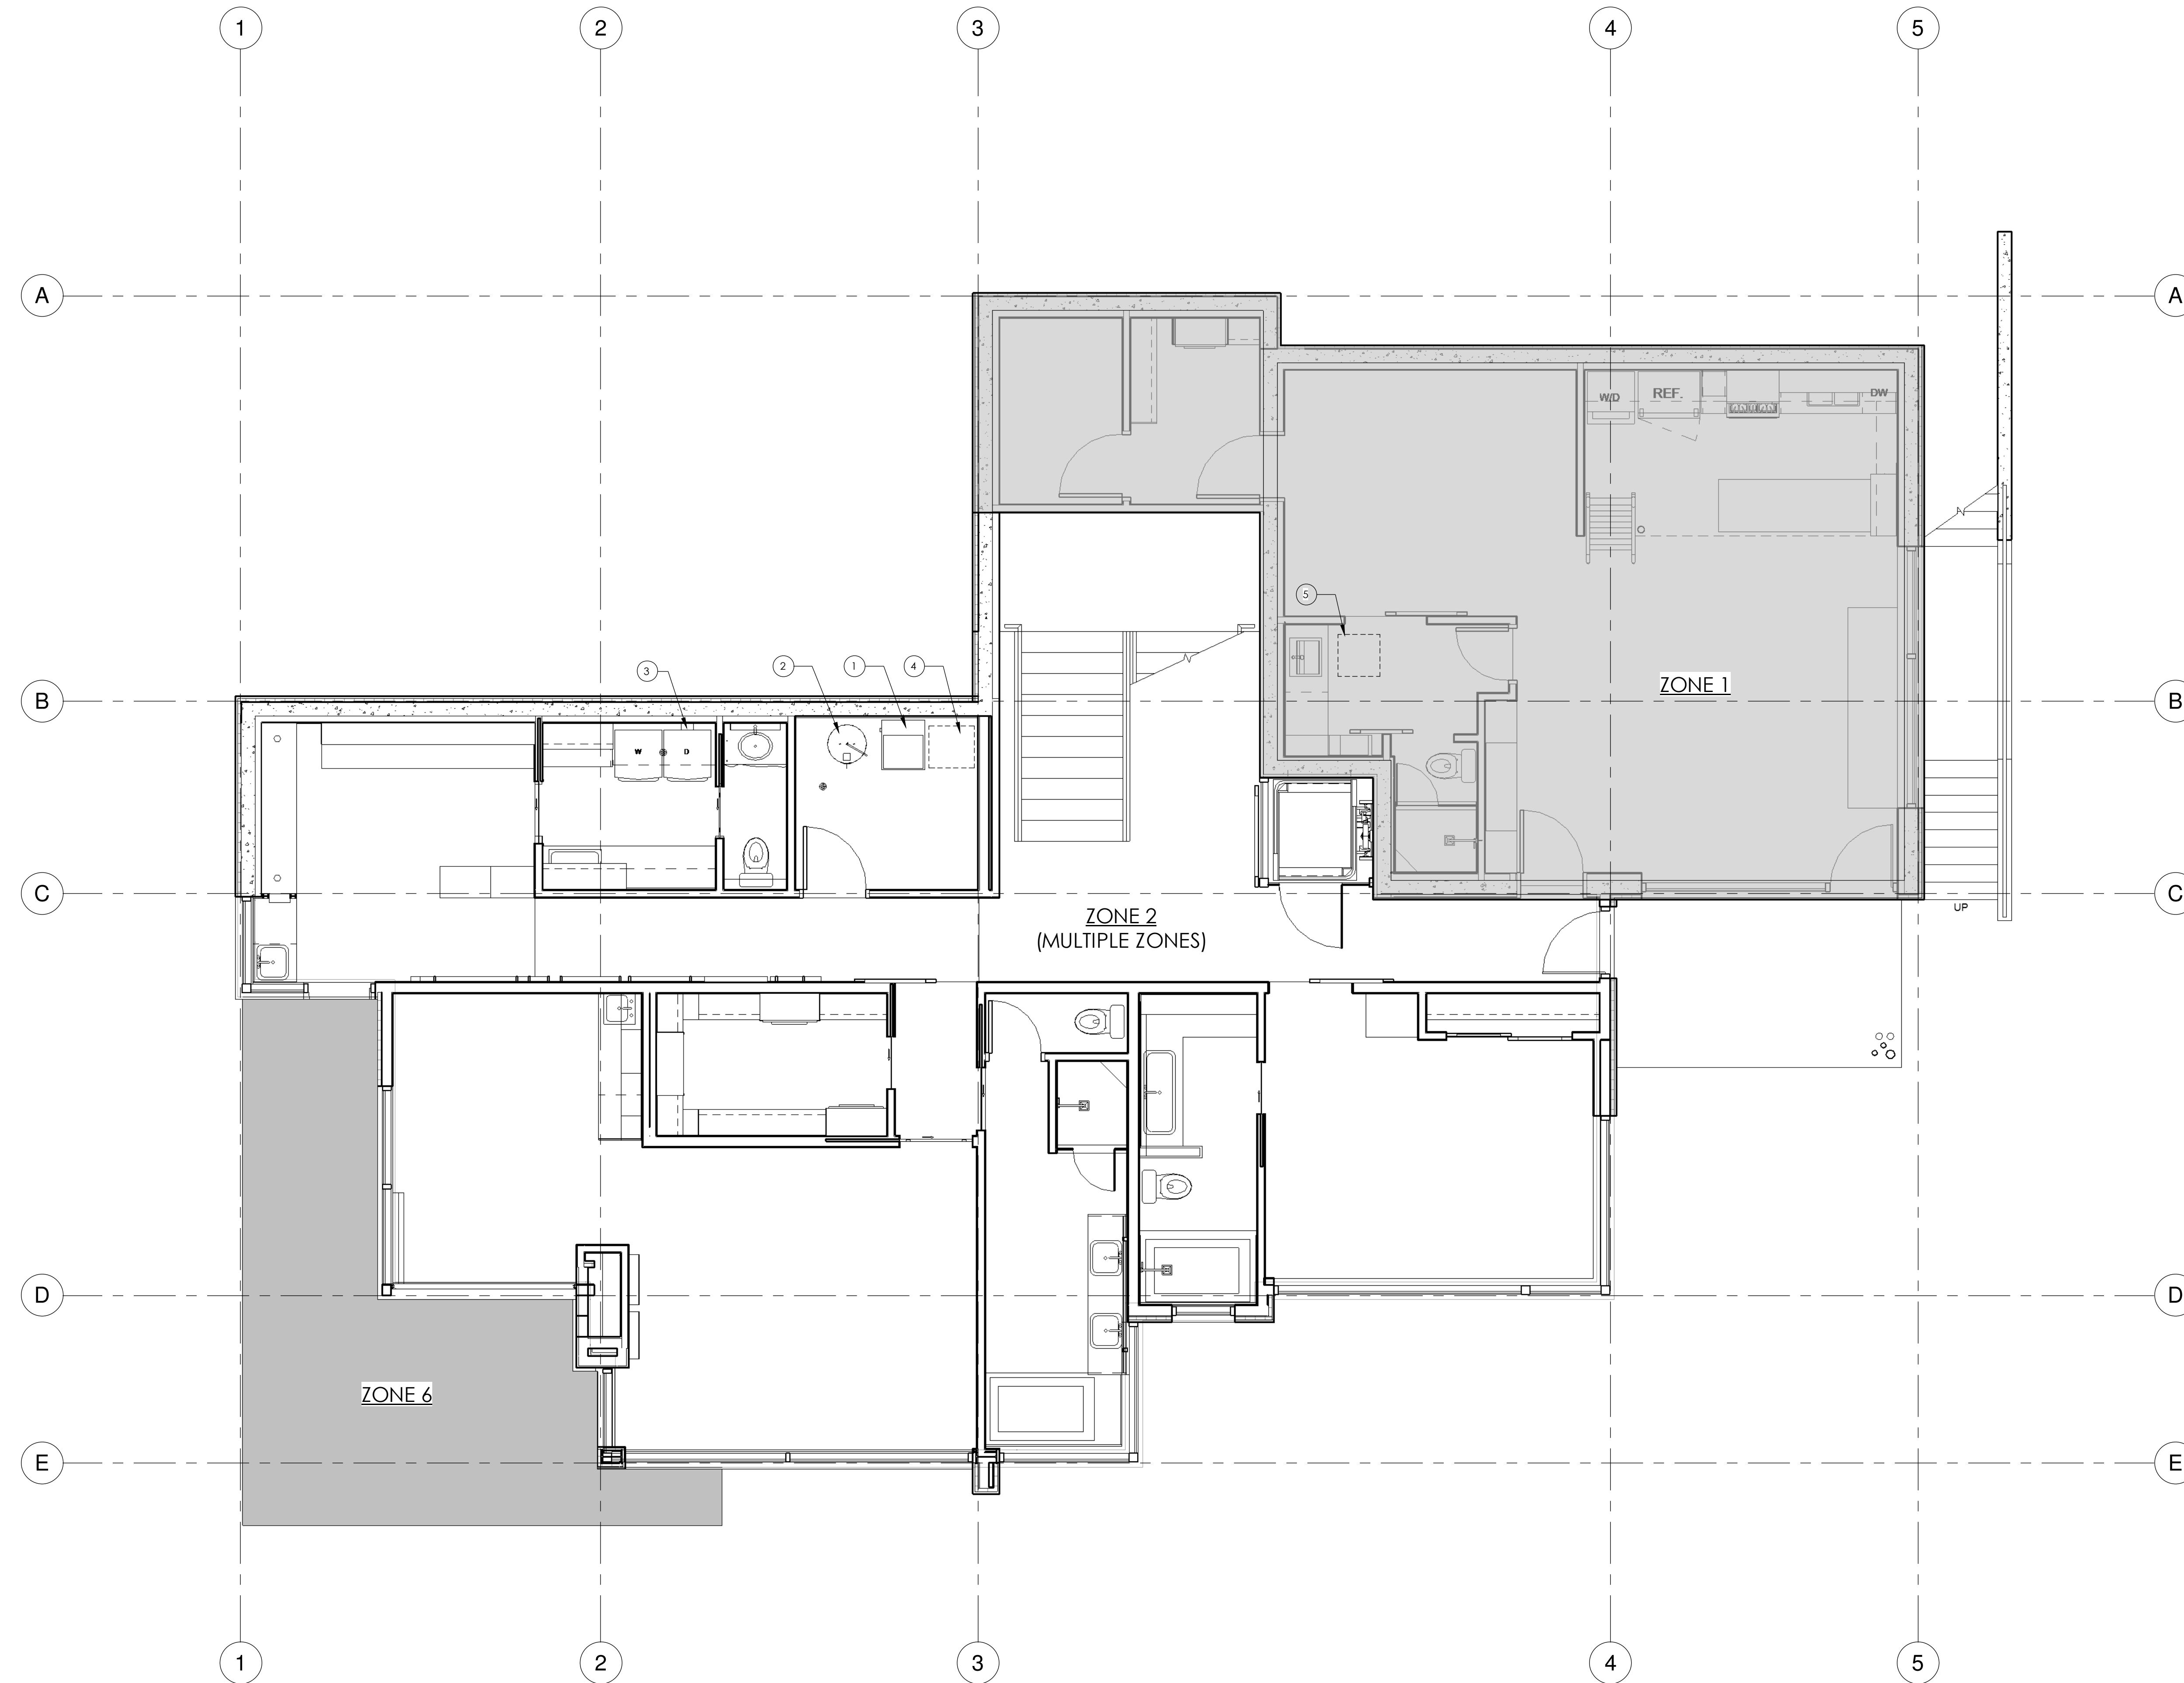 1 2 3 4 5
A A
W/D REF. DW
5
ZONE 1
3 2 1 4
B B
W D
C C
ZONE 2
(MULTIPLE ZONES)
UP
D D
ZONE 6
E E
1 2 3 4 5